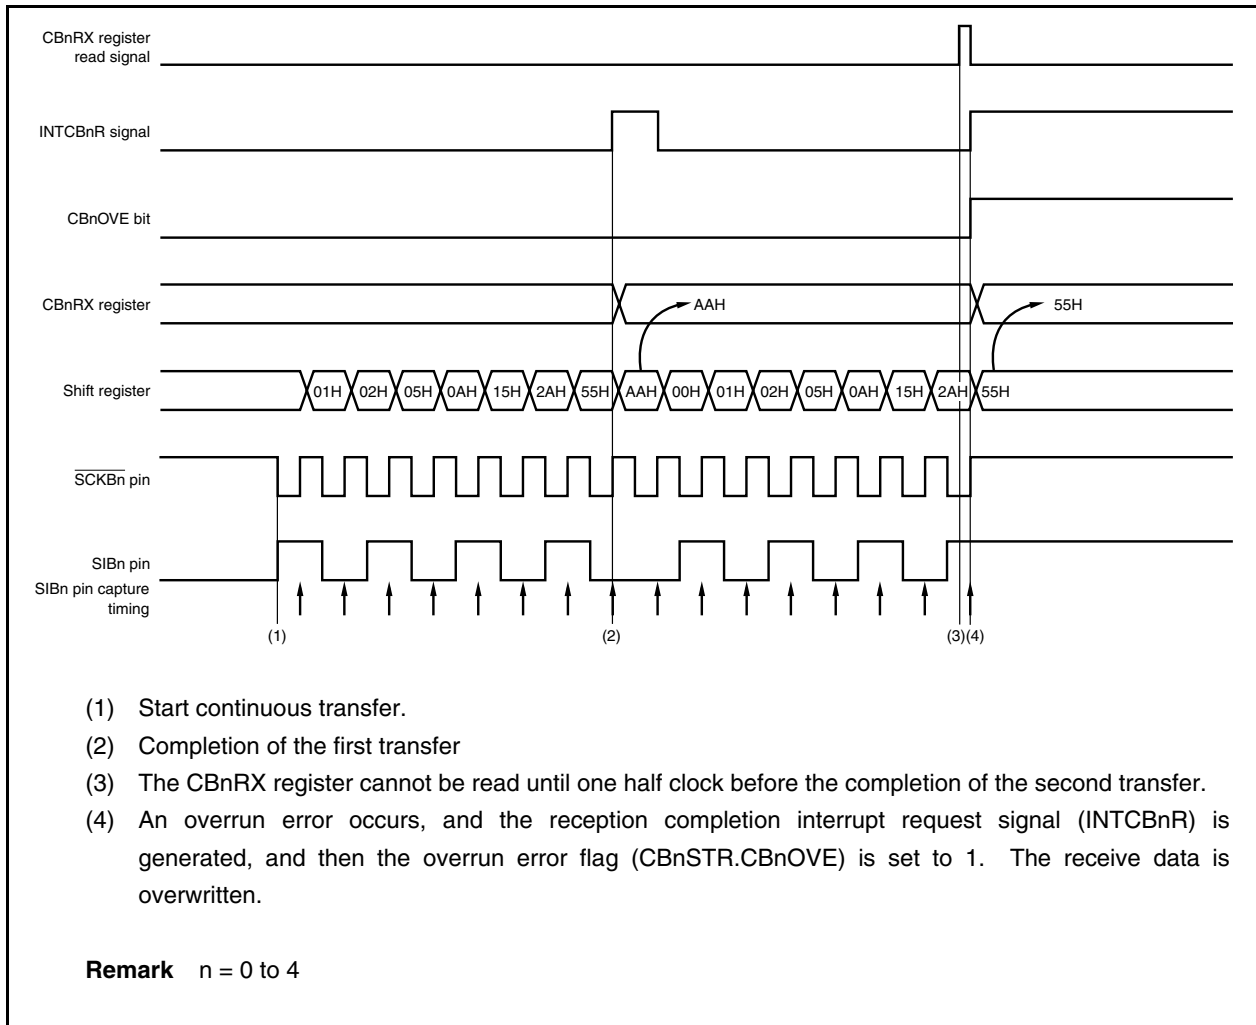 CBnRX register
read signal
INTCBnR signal
CBnOVE bit
CBnRX register
AAH
55H
Shift register
01H 02H 05H 0AH 15H 2AH 55H AAH 00H 01H 02H 05H 0AH 15H 2AH 55H
SCKBn pin
SIBn pin
SIBn pin capture
timing
(1) (2) (3) (4)
(1) Start continuous transfer.
(2) Completion of the first transfer
(3) The CBnRX register cannot be read until one half clock before the completion of the second transfer.
(4) An overrun error occurs, and the reception completion interrupt request signal (INTCBnR) is
generated, and then the overrun error flag (CBnSTR.CBnOVE) is set to 1. The receive data is
overwritten.
Remark n = 0 to 4